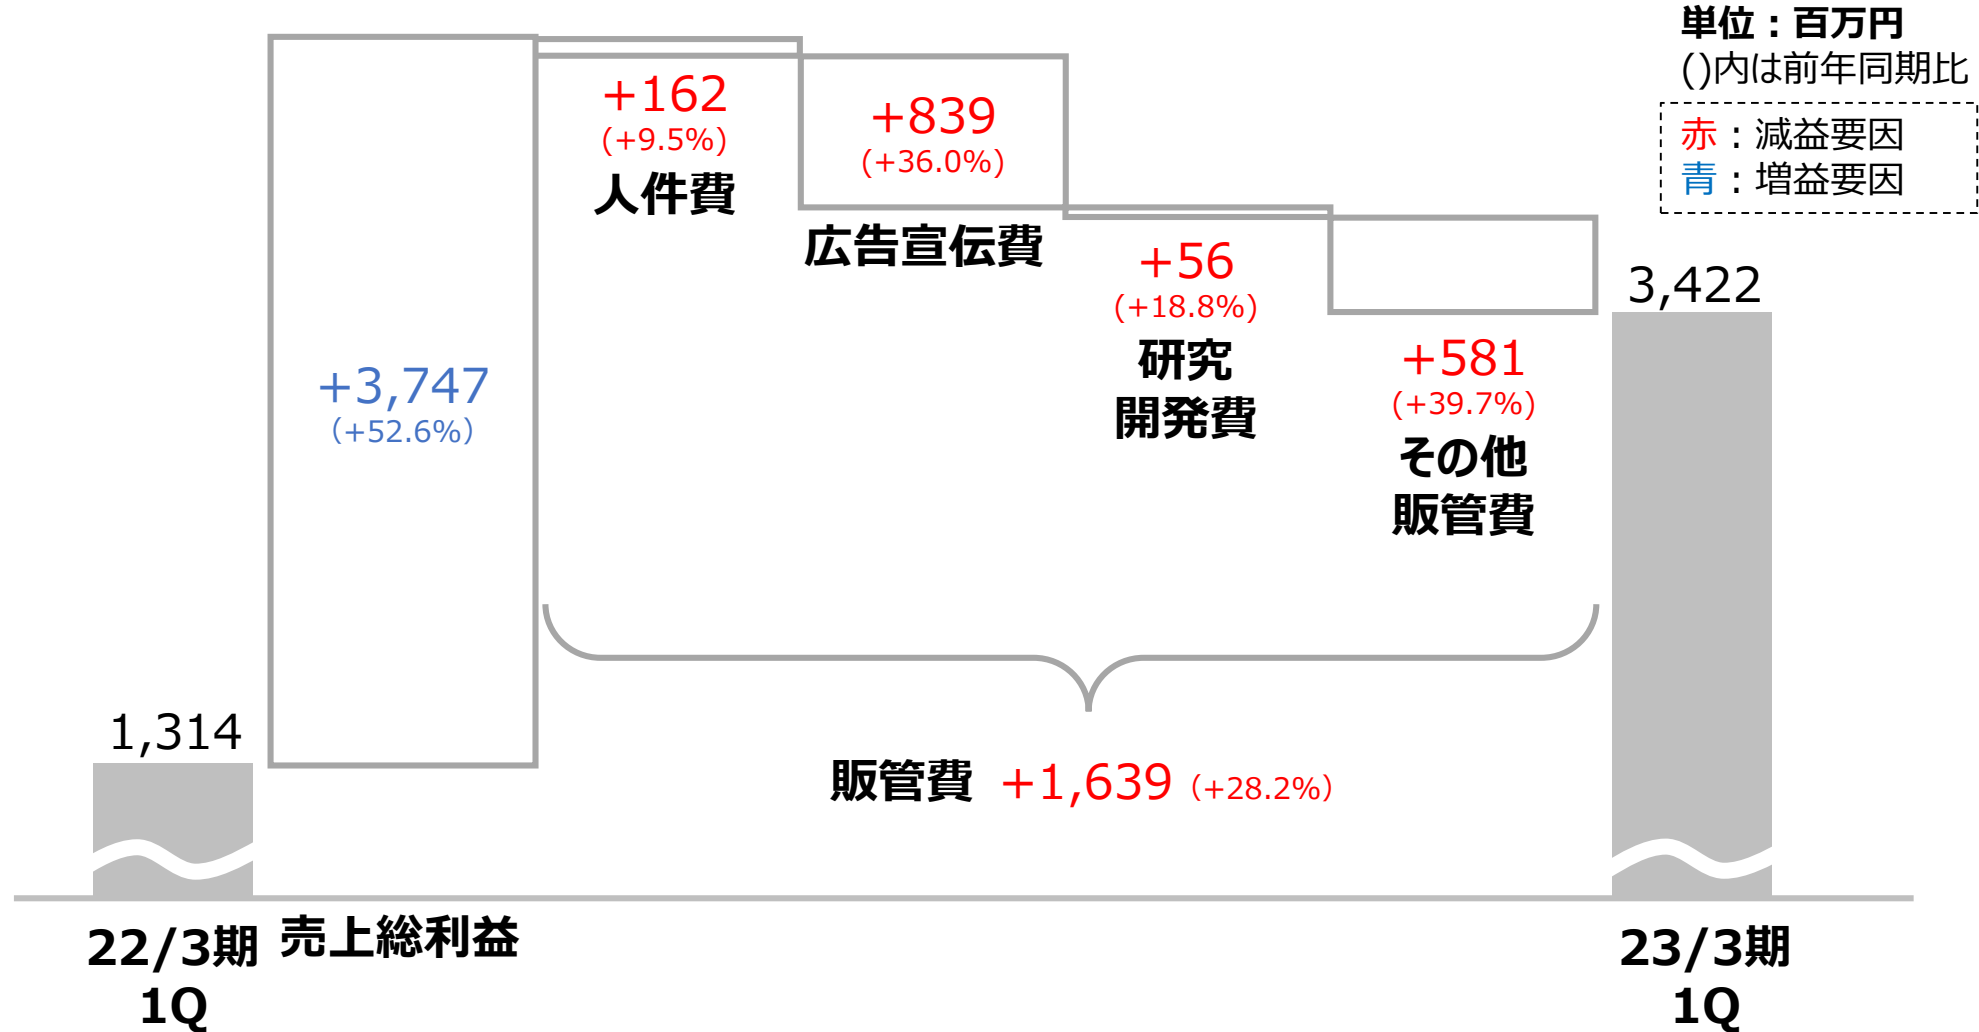 単位：百万円
()内は前年同期比
赤：減益要因
青：増益要因
+162
(+9.5%)
人件費
+839
(+36.0%)
広告宣伝費
+56
(+18.8%)
研究
開発費
+581
(+39.7%)
その他
販管費
3,422
+3,747
(+52.6%)
1,314
販管費 +1,639 (+28.2%)
22/3期
1Q
売上総利益
23/3期
1Q